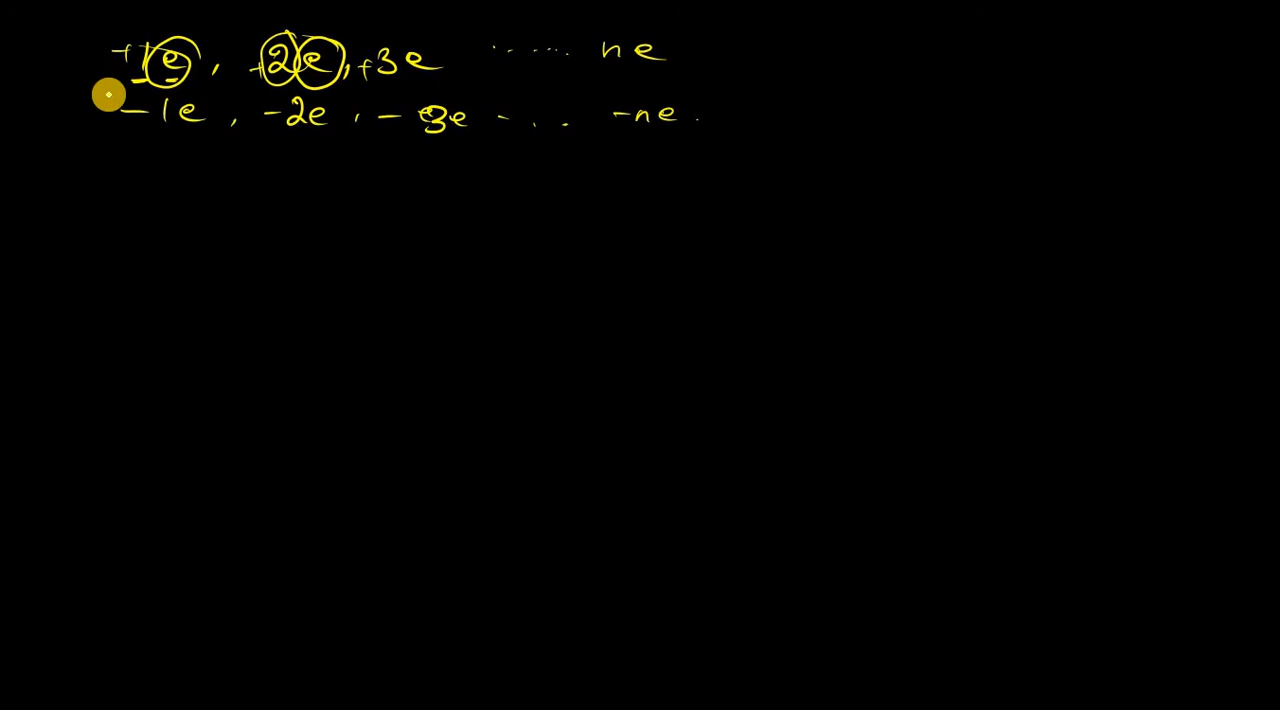 +1e, +2e, +3e ...... ne
-1e, -2e, -3e - ... -ne.